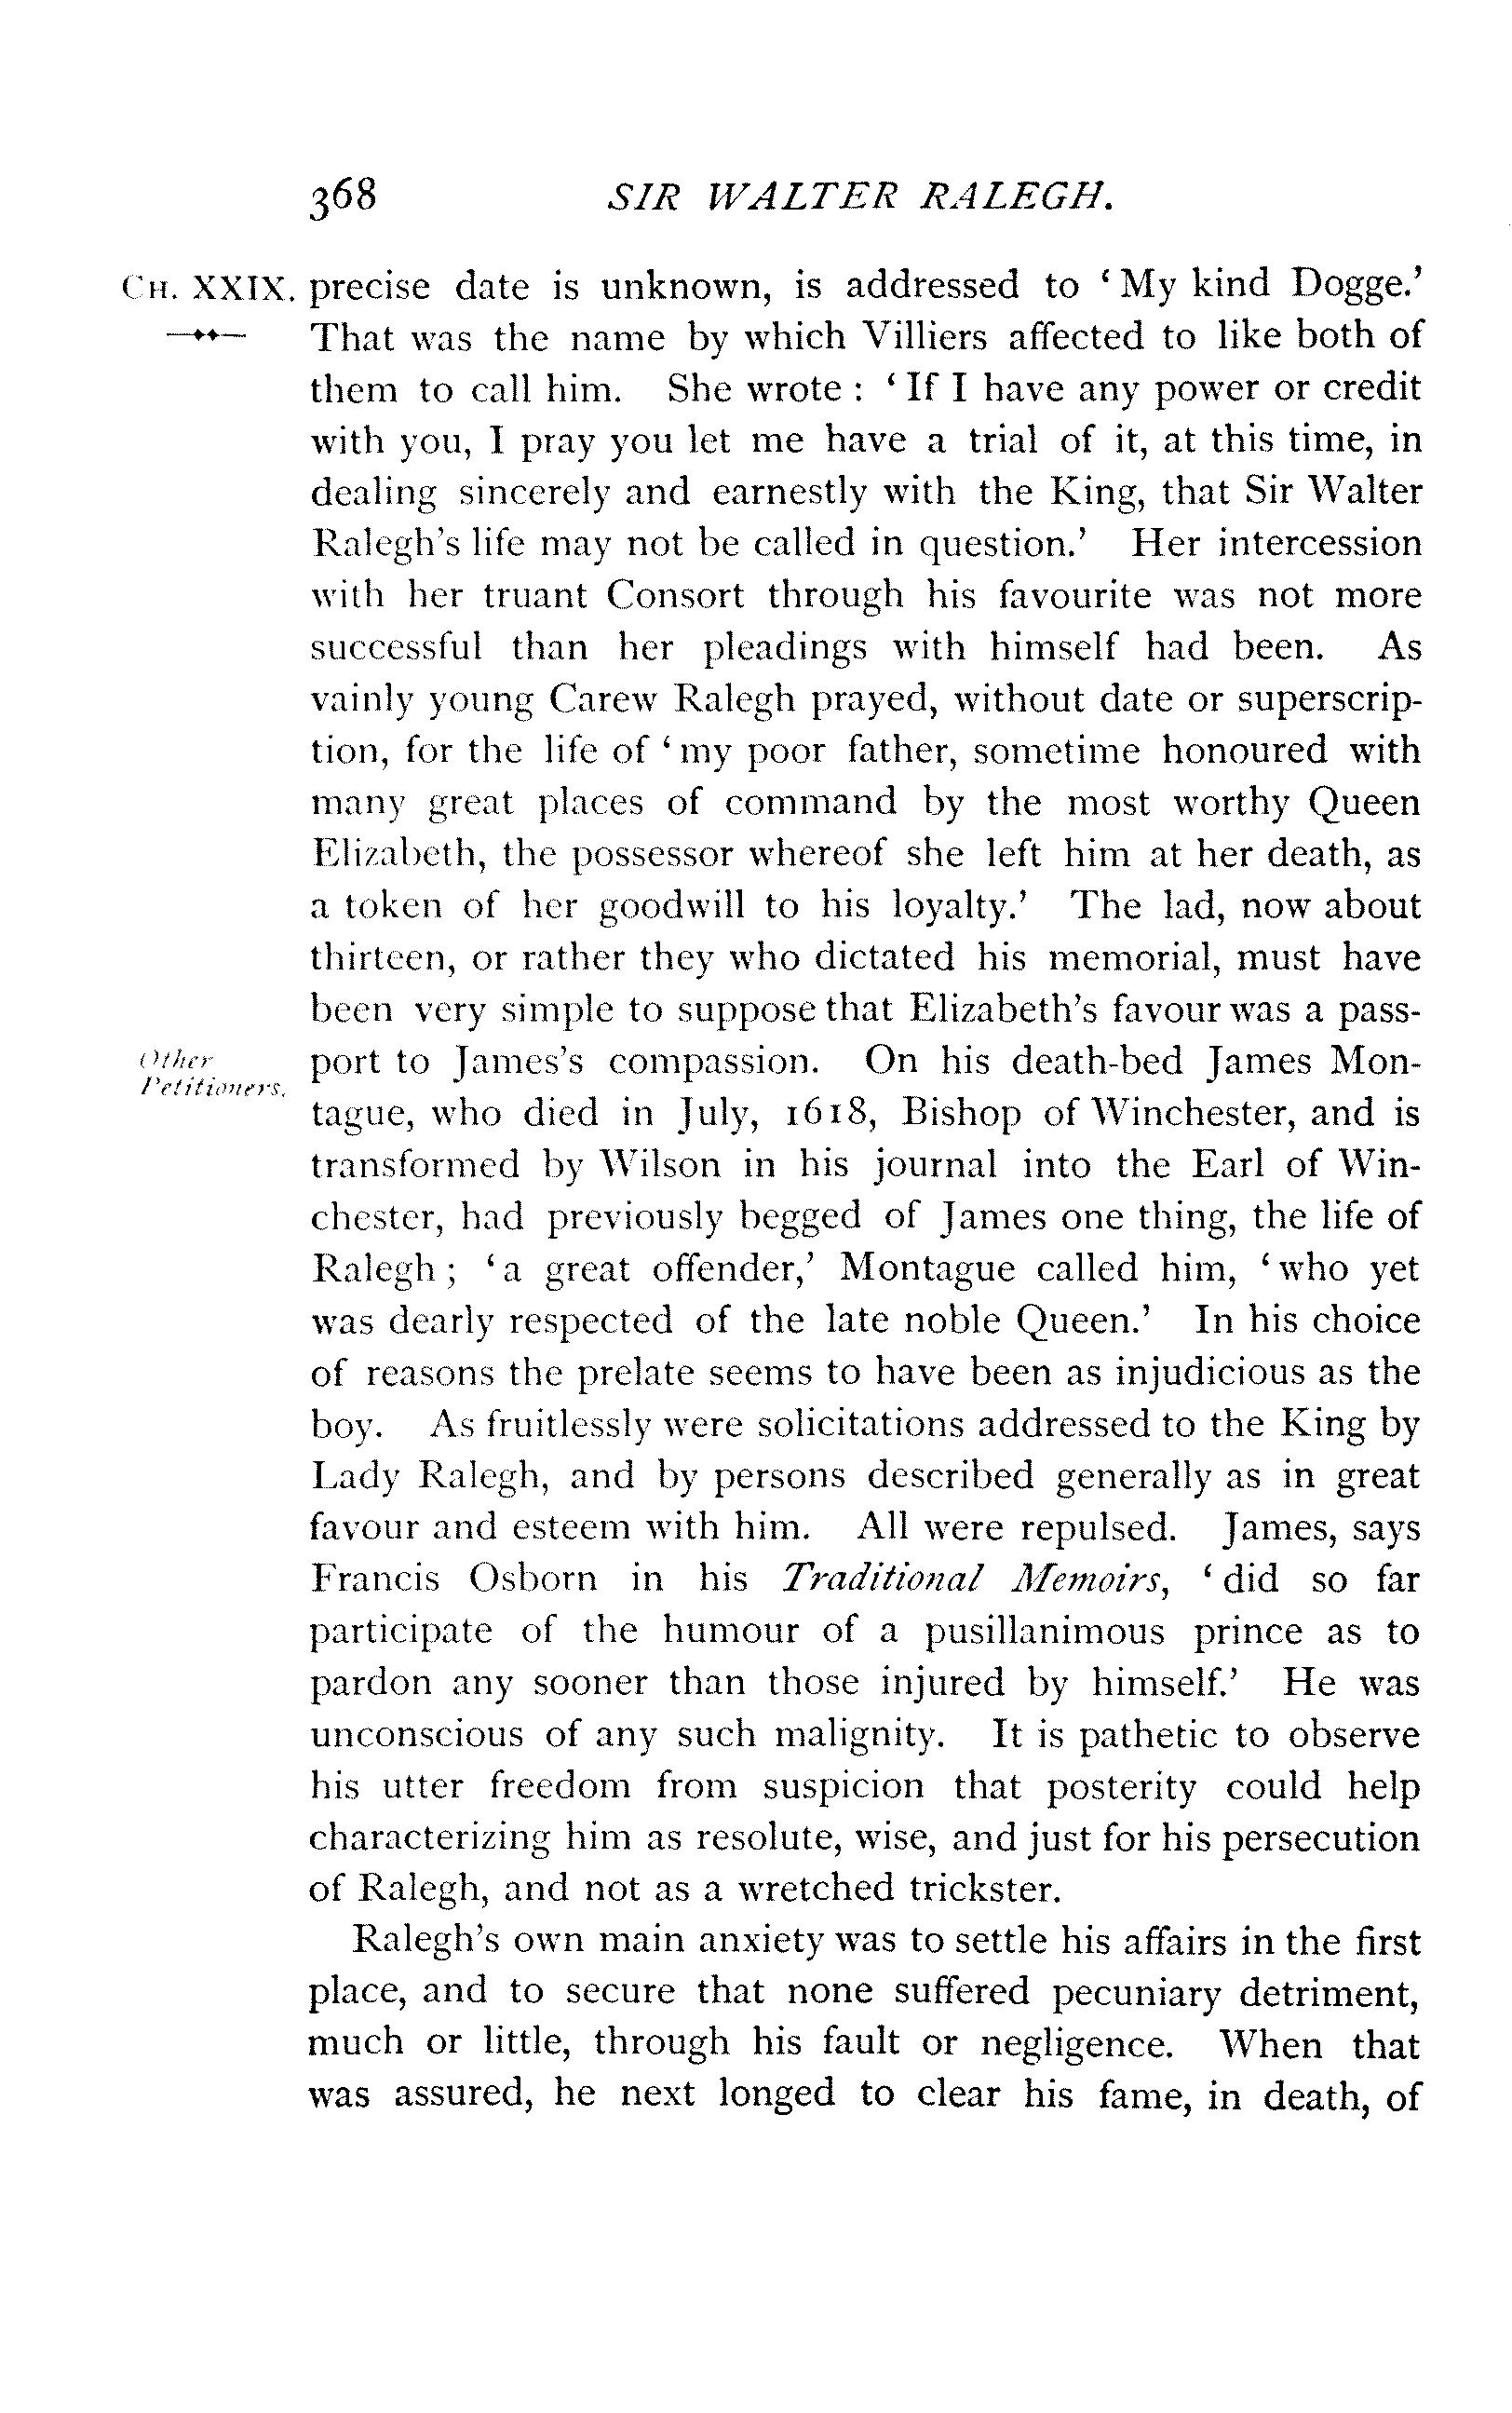 368 SIR WALTER RALEGH.
CH. XXIX. precise date is unknown, is addressed to ‘My kind Dogge.’
That was the name by which Villiers affected to like both of
them to call him. She wrote : ‘If I have any power or credit
with you, I pray you let me have a trial of it, at this time, in
dealing sincerely and earnestly with the King, that Sir Walter
Ralegh's life may not be called in question.’ Her intercession
with her truant Consort through his favourite was not more
successful than her pleadings with himself had been. As
vainly young Carew Ralegh prayed, without date or superscrip-
tion, for the life of ‘my poor father, sometime honoured with
many great places of command by the most worthy Queen
Elizabeth, the possessor whereof she left him at her death, as
a token of her goodwill to his loyalty.’ The lad, now about
thirteen, or rather they who dictated his memorial, must have
been very simple to suppose that Elizabeth's favour was a pass-
Other
Petitioners.
port to James's compassion. On his death-bed James Mon-
tague, who died in July, 1618, Bishop of Winchester, and is
transformed by Wilson in his journal into the Earl of Win-
chester, had previously begged of James one thing, the life of
Ralegh ; ‘a great offender,’ Montague called him, ‘who yet
was dearly respected of the late noble Queen.’ In his choice
of reasons the prelate seems to have been as injudicious as the
boy. As fruitlessly were solicitations addressed to the King by
Lady Ralegh, and by persons described generally as in great
favour and esteem with him. All were repulsed. James, says
Francis Osborn in his Traditional Memoirs, ‘did so far
participate of the humour of a pusillanimous prince as to
pardon any sooner than those injured by himself.’ He was
unconscious of any such malignity. It is pathetic to observe
his utter freedom from suspicion that posterity could help
characterizing him as resolute, wise, and just for his persecution
of Ralegh, and not as a wretched trickster.
Ralegh's own main anxiety was to settle his affairs in the first
place, and to secure that none suffered pecuniary detriment,
much or little, through his fault or negligence. When that
was assured, he next longed to clear his fame, in death, of